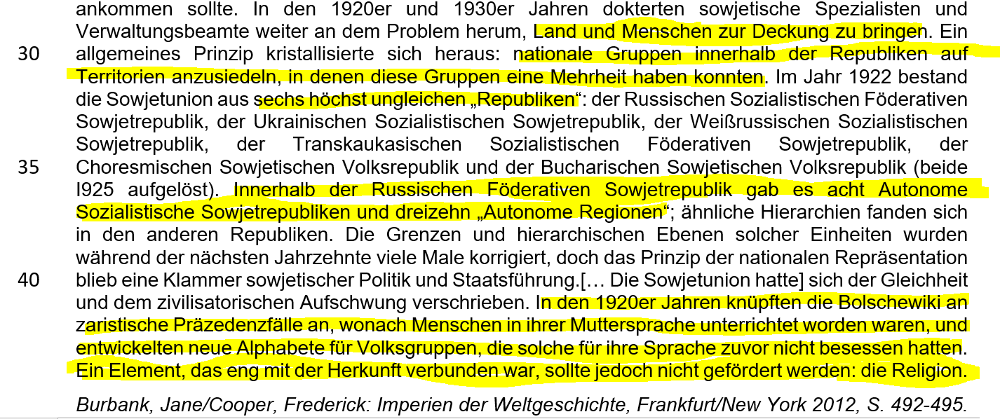 ankommen sollte. In den 1920er und 1930er Jahren dokterten sowjetische Spezialisten und
Verwaltungsbeamte weiter an dem Problem herum, Land und Menschen zur Deckung zu bringen. Ein
30 allgemeines Prinzip kristallisierte sich heraus: nationale Gruppen innerhalb der Republiken auf
Territorien anzusiedeln, in denen diese Gruppen eine Mehrheit haben konnten. Im Jahr 1922 bestand
die Sowjetunion aus sechs höchst ungleichen „Republiken“: der Russischen Sozialistischen Föderativen
Sowjetrepublik, der Ukrainischen Sozialistischen Sowjetrepublik, der Weißrussischen Sozialistischen
Sowjetrepublik, der Transkaukasischen Sozialistischen Föderativen Sowjetrepublik, der
35 Choresmischen Sowjetischen Volksrepublik und der Bucharischen Sowjetischen Volksrepublik (beide
I925 aufgelöst). Innerhalb der Russischen Föderativen Sowjetrepublik gab es acht Autonome
Sozialistische Sowjetrepubliken und dreizehn „Autonome Regionen“; ähnliche Hierarchien fanden sich
in den anderen Republiken. Die Grenzen und hierarchischen Ebenen solcher Einheiten wurden
während der nächsten Jahrzehnte viele Male korrigiert, doch das Prinzip der nationalen Repräsentation
40 blieb eine Klammer sowjetischer Politik und Staatsführung.[… Die Sowjetunion hatte] sich der Gleichheit
und dem zivilisatorischen Aufschwung verschrieben. In den 1920er Jahren knüpften die Bolschewiki an
zaristische Präzedenzfälle an, wonach Menschen in ihrer Muttersprache unterrichtet worden waren, und
entwickelten neue Alphabete für Volksgruppen, die solche für ihre Sprache zuvor nicht besessen hatten.
Ein Element, das eng mit der Herkunft verbunden war, sollte jedoch nicht gefördert werden: die Religion.
Burbank, Jane/Cooper, Frederick: Imperien der Weltgeschichte, Frankfurt/New York 2012, S. 492-495.